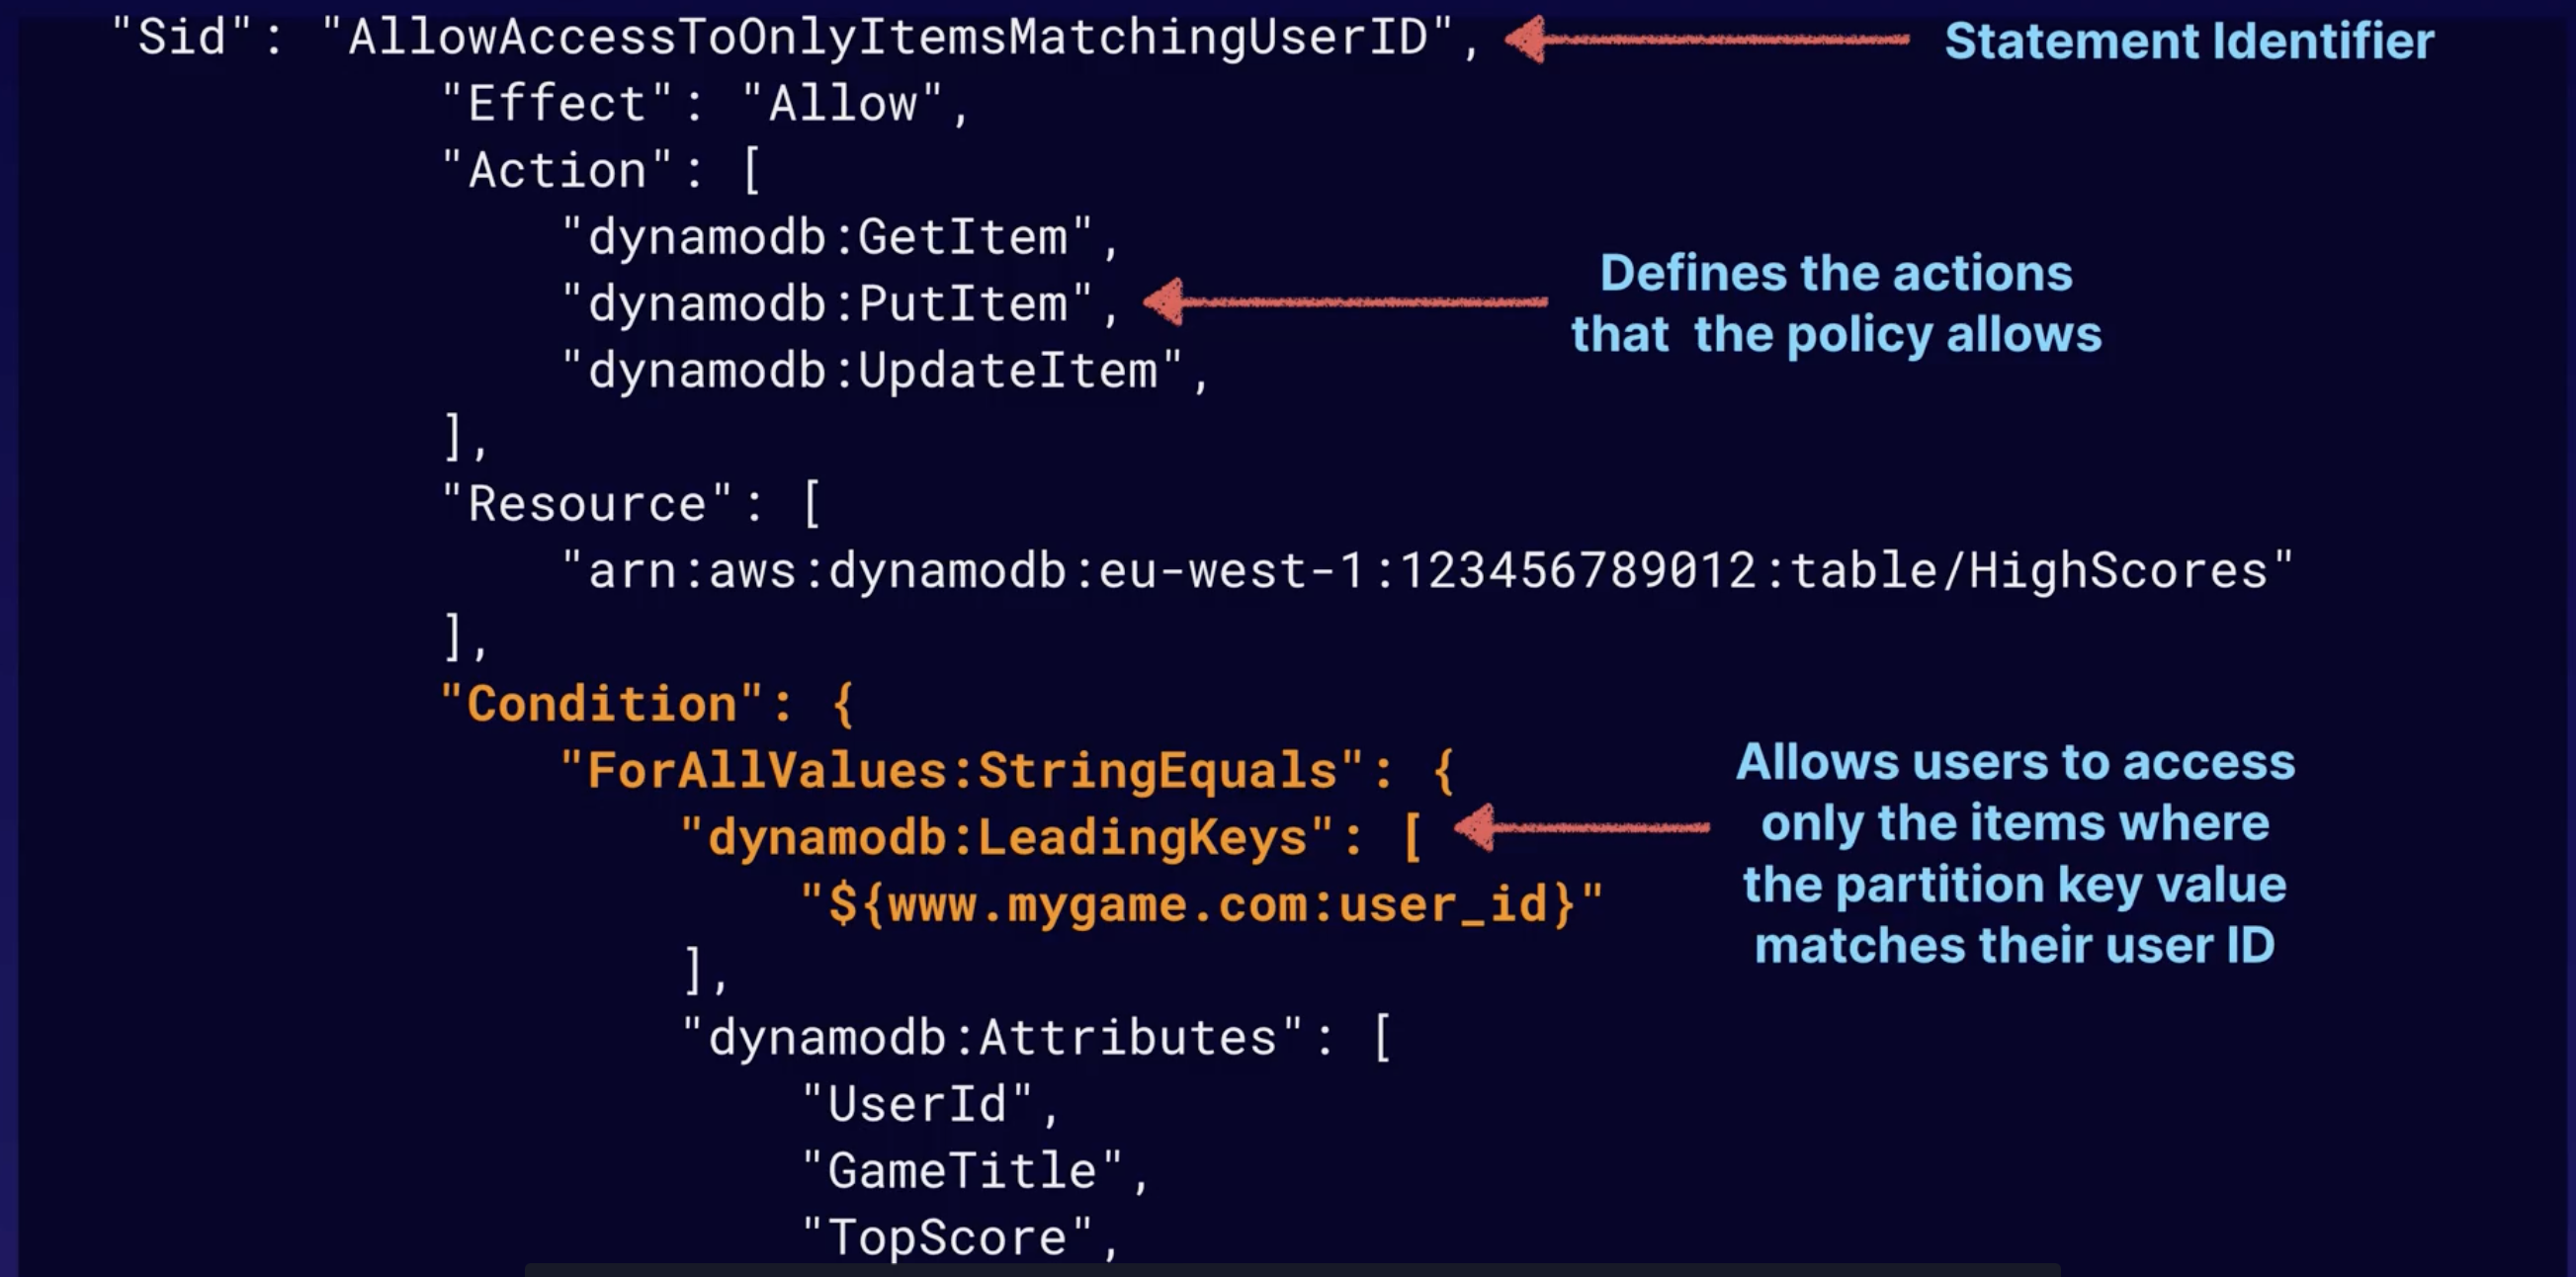 "Sid": "AllowAccessToOnlyItemsMatchingUserID",
Statement Identifier
"Effect": "Allow",
"Action": [
"dynamodb:GetItem",
"dynamodb:PutItem",
"dynamodb:UpdateItem",
Defines the actions
that the policy allows
],
"Resource": [
"arn:aws:dynamodb:eu-west-1:123456789012:table/HighScores"
],
"Condition": {
"ForAllValues:StringEquals": {
"dynamodb:LeadingKeys": [
"${www.mygame.com:user_id}"
],
Allows users to access
only the items where
the partition key value
matches their user ID
"dynamodb:Attributes": [
"UserId",
"GameTitle",
"TopScore",